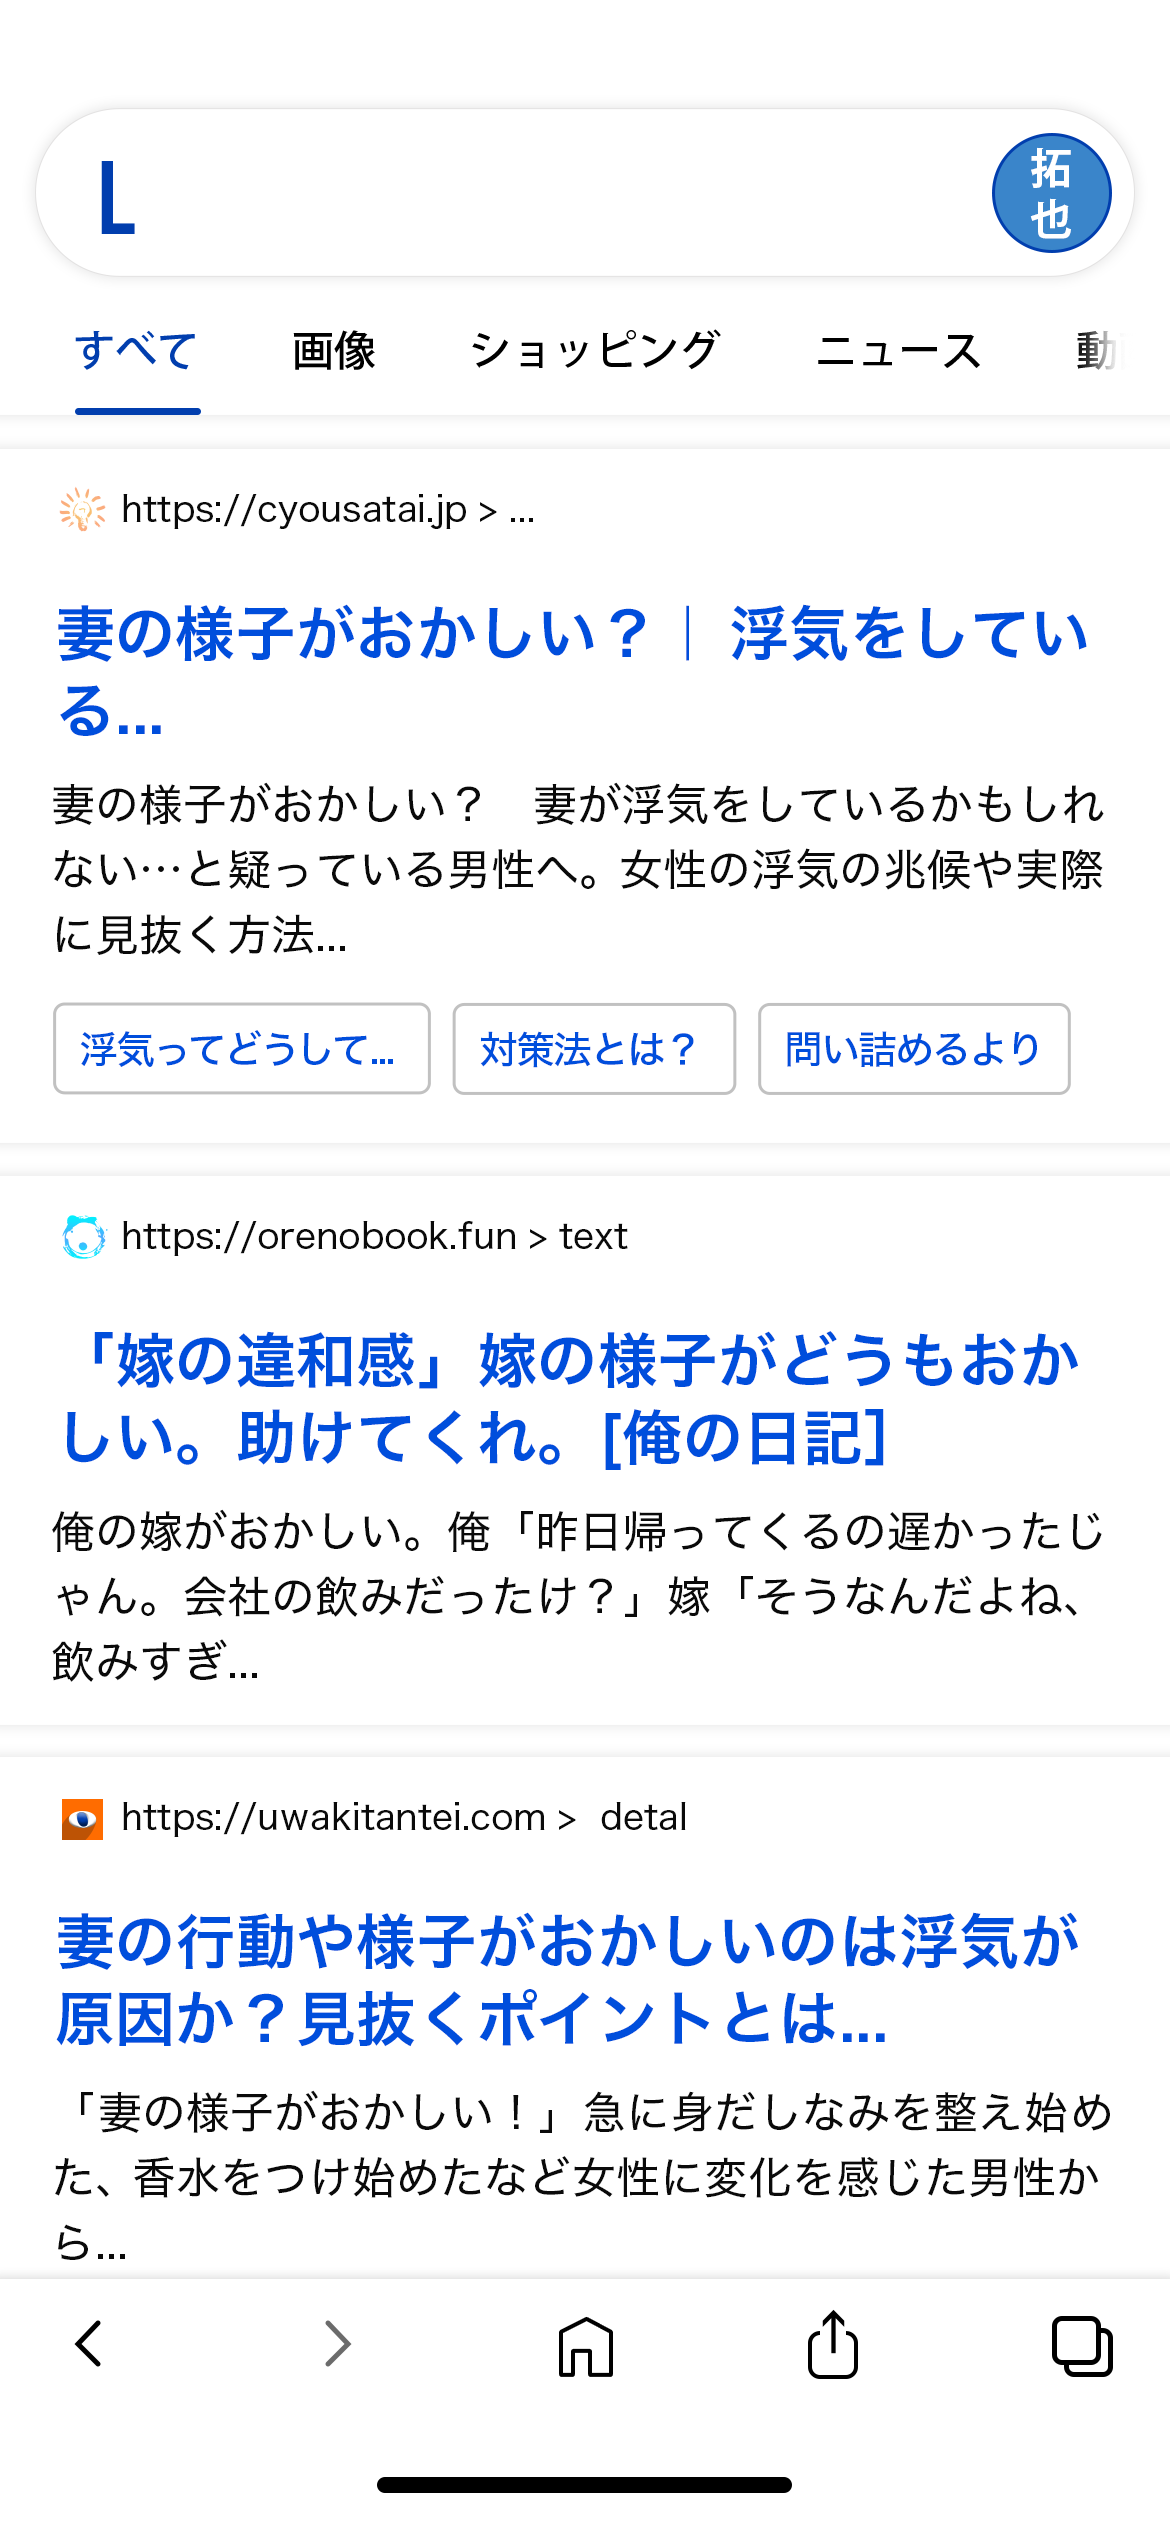 L
拓
也
すべて 画像 ショッピング ニュース 動
https://cyousatai.jp > ...
妻の様子がおかしい？｜ 浮気をしてい
る...
妻の様子がおかしい？　妻が浮気をしているかもしれ
ない…と疑っている男性へ。女性の浮気の兆候や実際
に見抜く方法...
浮気ってどうして... 対策法とは？ 問い詰めるより
https://orenobook.fun > text
「嫁の違和感」嫁の様子がどうもおか
しい。助けてくれ。[俺の日記］
俺の嫁がおかしい。俺「昨日帰ってくるの遅かったじ
ゃん。会社の飲みだったけ？」嫁「そうなんだよね、
飲みすぎ...
https://uwakitantei.com > detal
妻の行動や様子がおかしいのは浮気が
原因か？見抜くポイントとは...
「妻の様子がおかしい！」急に身だしなみを整え始め
た、香水をつけ始めたなど女性に変化を感じた男性か
ら...